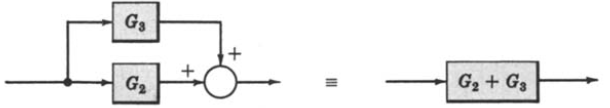 G₃
+
G₂
+
≡
G₂ + G₃